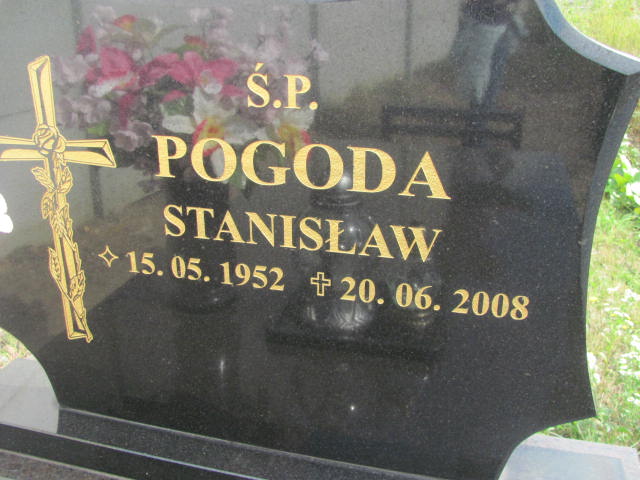 Ś.P.
POGODA
STANISŁAW
✧ 15. 05. 1952 ✝ 20. 06. 2008